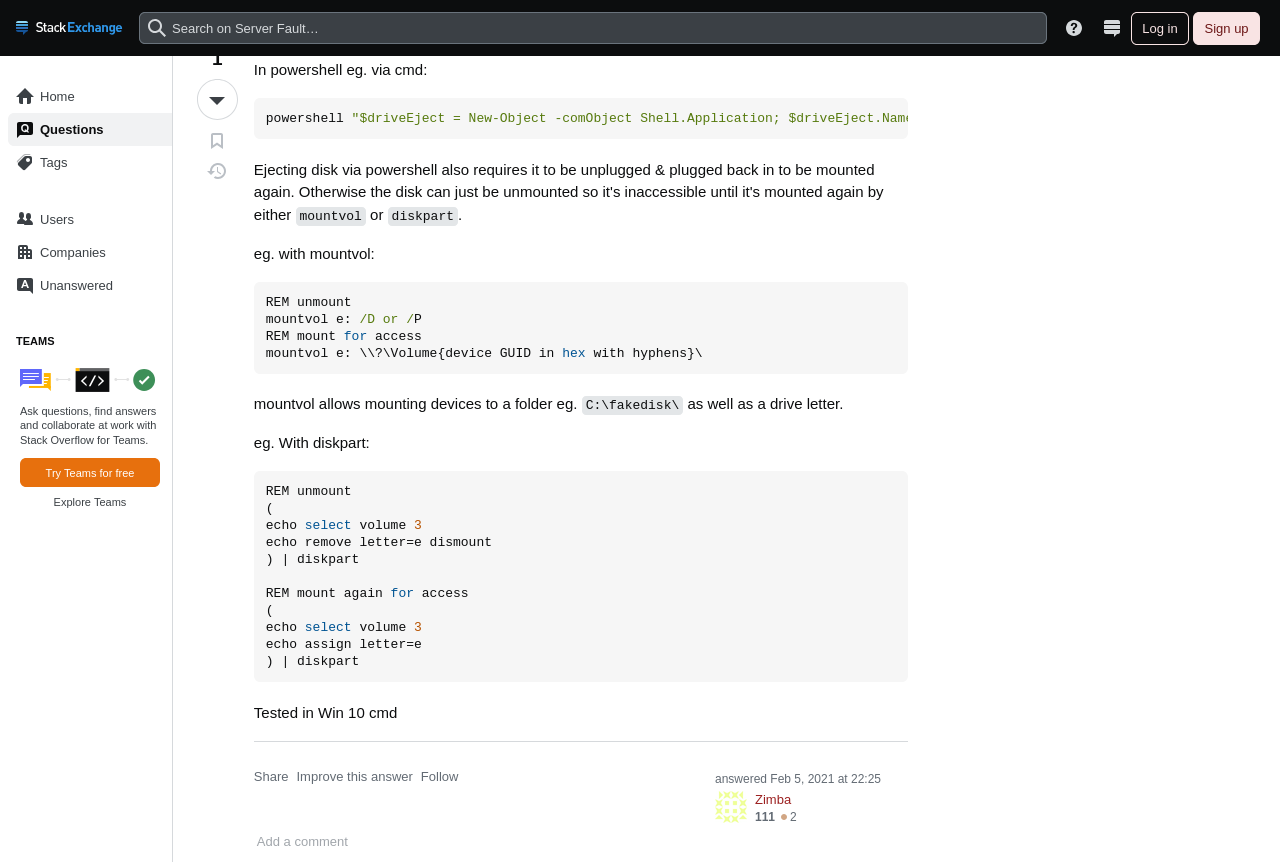 StackExchange
Search on Server Fault…
Log in
Sign up
Home
Questions
Tags
Users
Companies
Unanswered
TEAMS
Ask questions, find answers
and collaborate at work with
Stack Overflow for Teams.
Try Teams for free
Explore Teams
1
In powershell eg. via cmd:
powershell "$driveEject = New-Object -comObject Shell.Application; $driveEject.Name
Ejecting disk via powershell also requires it to be unplugged & plugged back in to be mounted
again. Otherwise the disk can just be unmounted so it's inaccessible until it's mounted again by
either mountvol or diskpart.
eg. with mountvol:
REM unmount
mountvol e: /D or /P
REM mount for access
mountvol e: \\?\Volume{device GUID in hex with hyphens}\
mountvol allows mounting devices to a folder eg. C:\fakedisk\ as well as a drive letter.
eg. With diskpart:
REM unmount
(
echo select volume 3
echo remove letter=e dismount
) | diskpart
REM mount again for access
(
echo select volume 3
echo assign letter=e
) | diskpart
Tested in Win 10 cmd
Share Improve this answer Follow
answered Feb 5, 2021 at 22:25
Zimba
111 2
Add a comment